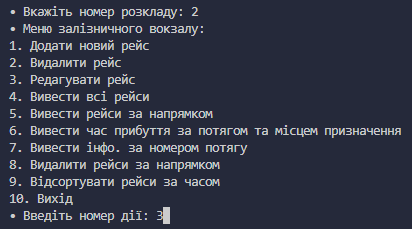 • Вкажіть номер розкладу: 2
• Меню залізничного вокзалу:
1. Додати новий рейс
2. Видалити рейс
3. Редагувати рейс
4. Вивести всі рейси
5. Вивести рейси за напрямком
6. Вивести час прибуття за потягом та місцем призначення
7. Вивести інфо. за номером потягу
8. Видалити рейси за напрямком
9. Відсортувати рейси за часом
10. Вихід
• Введіть номер дії: 3